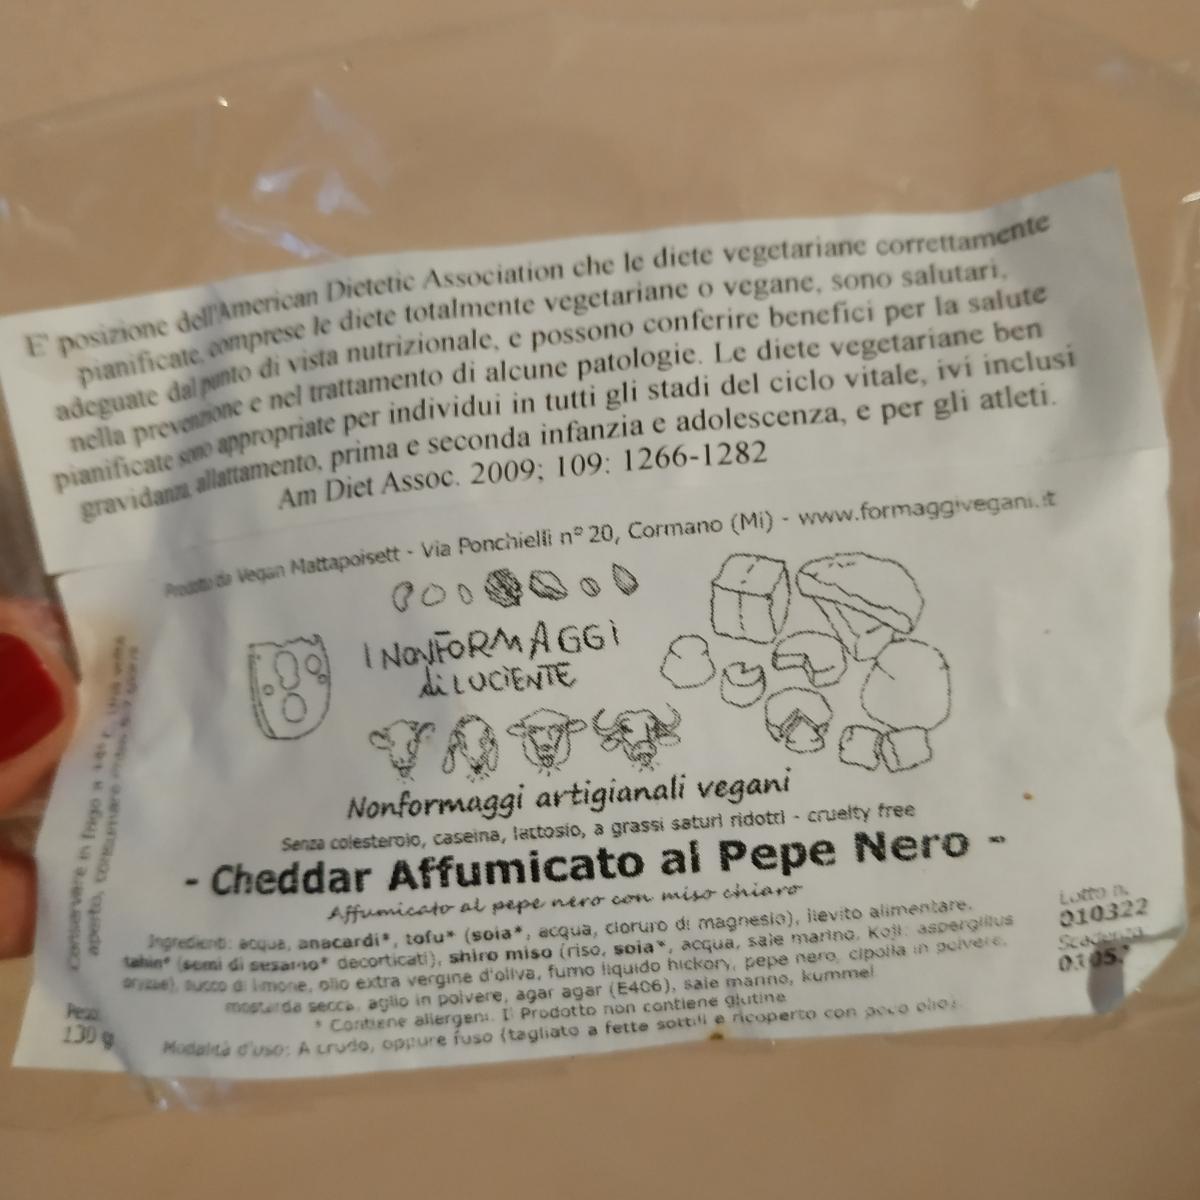 E' posizione dell'American Dietetic Association che le diete vegetariane correttamente
pianificate, comprese le diete totalmente vegetariane o vegane, sono salutari,
adeguate dal punto di vista nutrizionale, e possono conferire benefici per la salute
nella prevenzione e nel trattamento di alcune patologie. Le diete vegetariane ben
pianificate sono appropriate per individui in tutti gli stadi del ciclo vitale, ivi inclusi
gravidanza, allattamento, prima e seconda infanzia e adolescenza, e per gli atleti.
Am Diet Assoc. 2009; 109: 1266-1282
Prodotto da Vegan Mattapoisett - Via Ponchielli n° 20, Cormano (Mi) - www.formaggivegani.it
I NONFORMAGGI
di LUCIENTE
Nonformaggi artigianali vegani
Senza colesterolo, caseina, lattosio, a grassi saturi ridotti - cruelty free
- Cheddar Affumicato al Pepe Nero -
Affumicato al pepe nero con miso chiaro
Ingredienti: acqua, anacardi*, tofu* (soia*, acqua, cloruro di magnesio), lievito alimentare,
tahin* (semi di sesamo* decorticati), shiro miso (riso, soia*, acqua, sale marino, Koji: aspergillus
orizae), succo di limone, olio extra vergine d'oliva, fumo liquido hickory, pepe nero, cipolla in polvere,
mostarda secca, aglio in polvere, agar agar (E406), sale marino, kummel
* Contiene allergeni. Il Prodotto non contiene glutine
Modalità d'uso: A crudo, oppure fuso (tagliato a fette sottili e ricoperto con poco olio).
Conservare in frigo a
aperto, consumare
Peso
130 g
Lotto n.
010322
Scadenza
0105